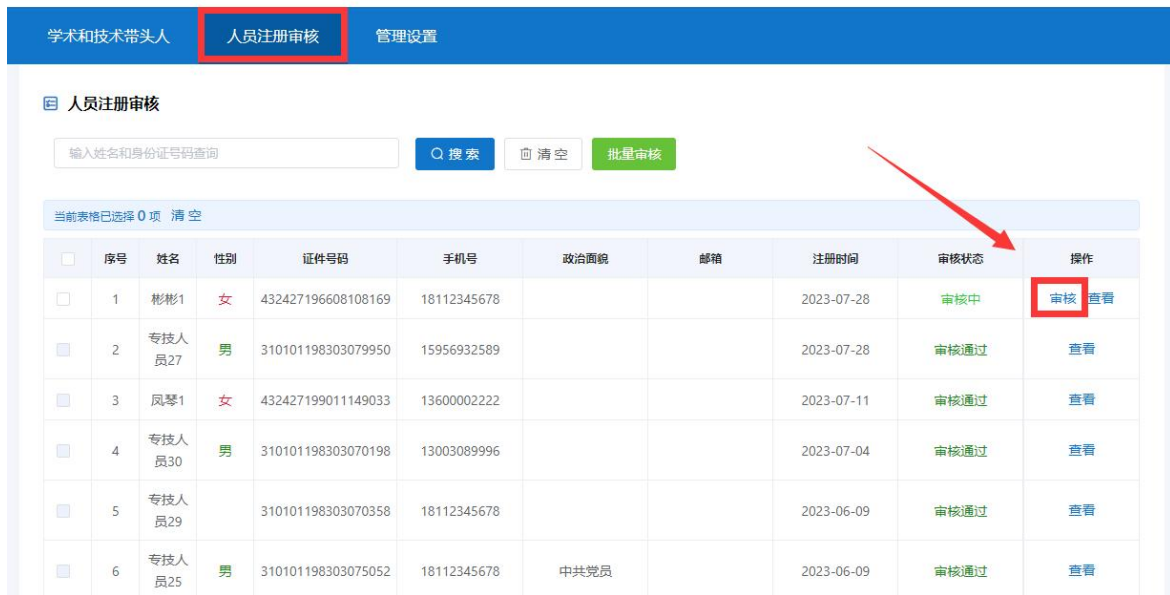 学术和技术带头人 人员注册审核 管理设置
人员注册审核
输入姓名和身份证号码查询 搜索 清空 批量审核
当前表格已选择 0 项 清空
序号 姓名 性别 证件号码 手机号 政治面貌 邮箱 注册时间 审核状态 操作
1 彬彬1 女 432427196608108169 18112345678 2023-07-28 审核中 审核 查看
2 专技人员27 男 310101198303079950 15956932589 2023-07-28 审核通过 查看
3 凤琴1 女 432427199011149033 13600002222 2023-07-11 审核通过 查看
4 专技人员30 男 310101198303070198 13003089996 2023-07-04 审核通过 查看
5 专技人员29 310101198303070358 18112345678 2023-06-09 审核通过 查看
6 专技人员25 男 310101198303075052 18112345678 中共党员 2023-06-09 审核通过 查看